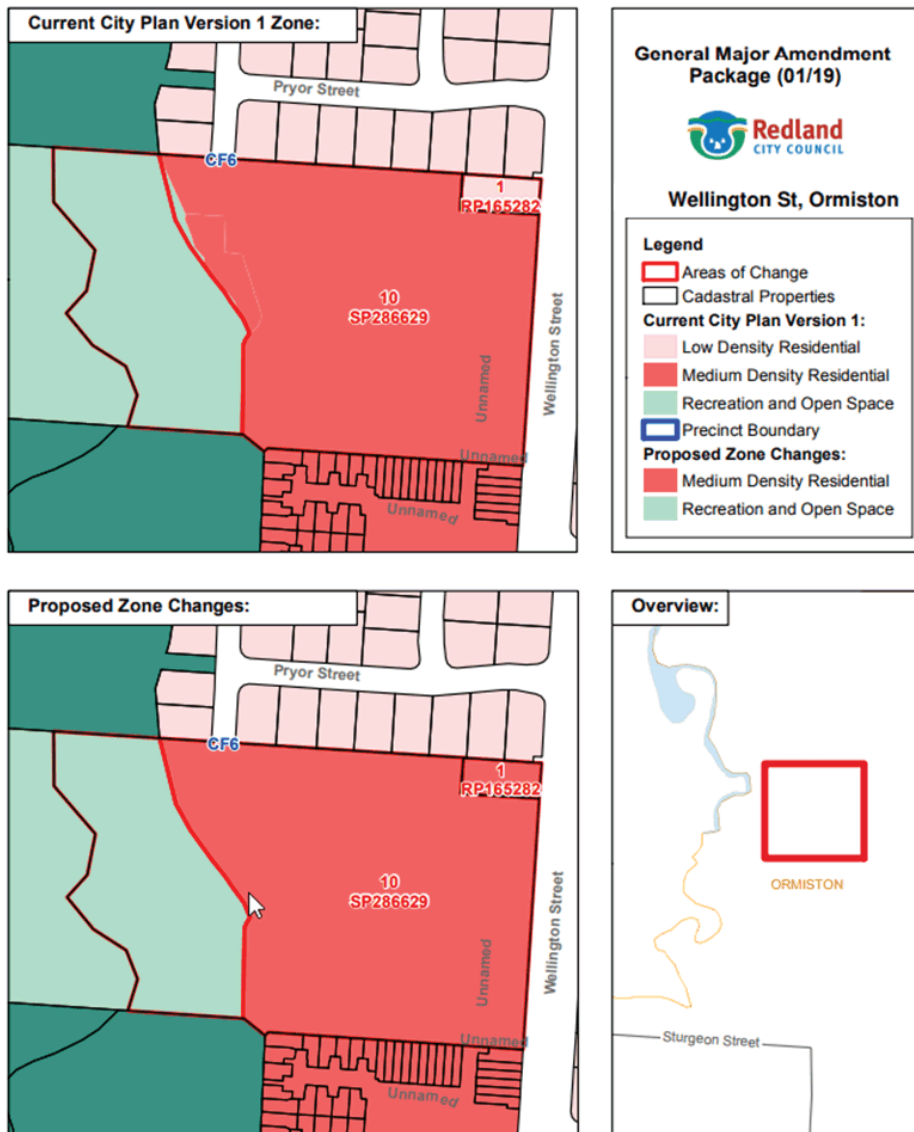 Current City Plan Version 1 Zone:
Pryor Street
CF6
1
RP165282
10
SP286629
Wellington Street
Unnamed
Unnamed
Unnamed
General Major Amendment
Package (01/19)
Redland
CITY COUNCIL
Wellington St, Ormiston
Legend
Areas of Change
Cadastral Properties
Current City Plan Version 1:
Low Density Residential
Medium Density Residential
Recreation and Open Space
Precinct Boundary
Proposed Zone Changes:
Medium Density Residential
Recreation and Open Space
Proposed Zone Changes:
Pryor Street
CF6
1
RP165282
10
SP286629
Wellington Street
Unnamed
Unnamed
Unnamed
Overview:
ORMISTON
Sturgeon Street